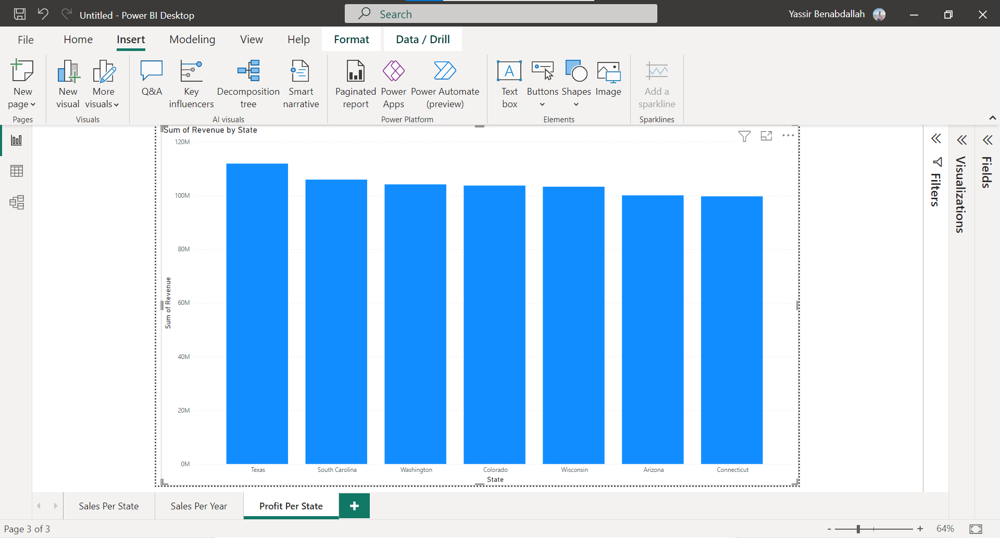 Untitled - Power BI Desktop
Search
Yassir Benabdallah
File
Home
Insert
Modeling
View
Help
Format
Data / Drill
New page
New visual
More visuals
Q&A
Key influencers
Decomposition tree
Smart narrative
Paginated report
Power Apps
Power Automate (preview)
A
Text box
Buttons
Shapes
Image
Add a sparkline
Pages
Visuals
AI visuals
Power Platform
Elements
Sparklines
Sum of Revenue by State
120M
100M
80M
60M
40M
20M
0M
Sum of Revenue
Texas
South Carolina
Washington
Colorado
Wisconsin
Arizona
Connecticut
State
Filters
Visualizations
Fields
Sales Per State
Sales Per Year
Profit Per State
Page 3 of 3
64%